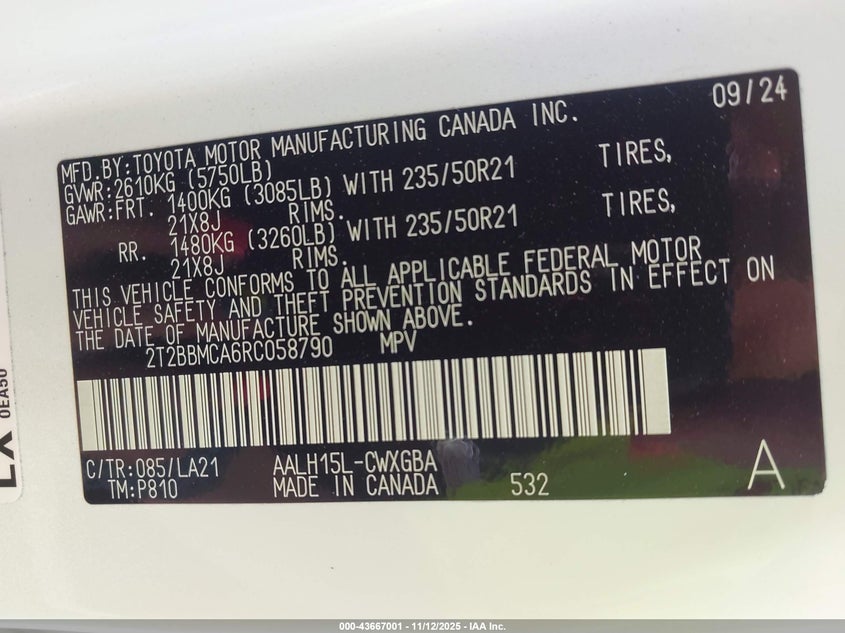 09/24
MFD.BY:TOYOTA MOTOR MANUFACTURING CANADA INC.
GVWR:2610KG (5750LB)
GAWR:FRT. 1400KG (3085LB) WITH 235/50R21 TIRES,
21X8J RIMS.
RR. 1480KG (3260LB) WITH 235/50R21 TIRES,
21X8J RIMS.
THIS VEHICLE CONFORMS TO ALL APPLICABLE FEDERAL MOTOR
VEHICLE SAFETY AND THEFT PREVENTION STANDARDS IN EFFECT ON
THE DATE OF MANUFACTURE SHOWN ABOVE.
2T2BBMCA6RC058790 MPV
C/TR:085/LA21 AALH15L-CWXGBA A
TM:P810 MADE IN CANADA 532
0EA50
000-43667001 - 11/12/2025 - IAA Inc.